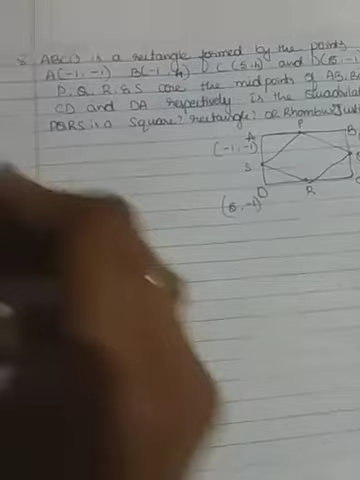 8. ABCD is a rectangle formed by the points
A(-1, -1) B(-1, 4) C (5, 4) and D(5, -1
P, Q, R & S are the midpoints of AB, B
CD and DA respectively is the quadrilat
PQRS is a Square? rectangle? OR Rhombus? Just
A P B
(-1, -1)
S
D R
(5, -1)